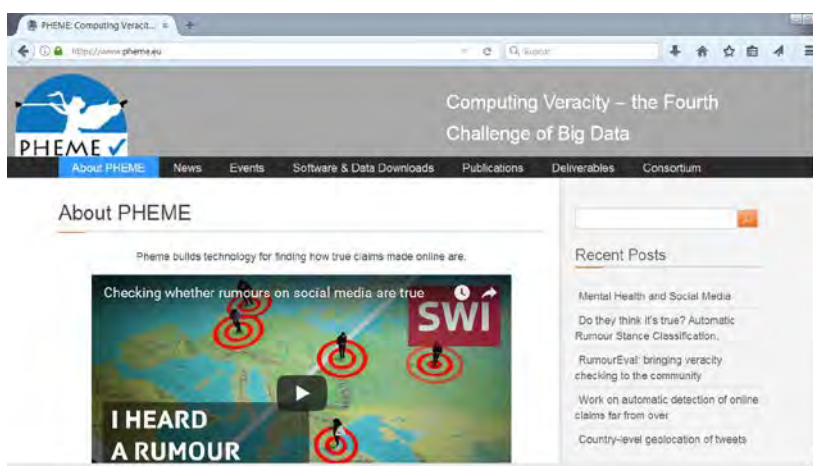 PHEME: Computing Veracit...
https://www.pheme.eu
Buscar
PHEME
Computing Veracity – the Fourth
Challenge of Big Data
About PHEME News Events Software & Data Downloads Publications Deliverables Consortium
About PHEME
Pheme builds technology for finding how true claims made online are.
Checking whether rumours on social media are true
SWI
I HEARD
A RUMOUR
Recent Posts
Mental Health and Social Media
Do they think it's true? Automatic
Rumour Stance Classification.
RumourEval: bringing veracity
checking to the community
Work on automatic detection of online
claims far from over
Country-level geolocation of tweets